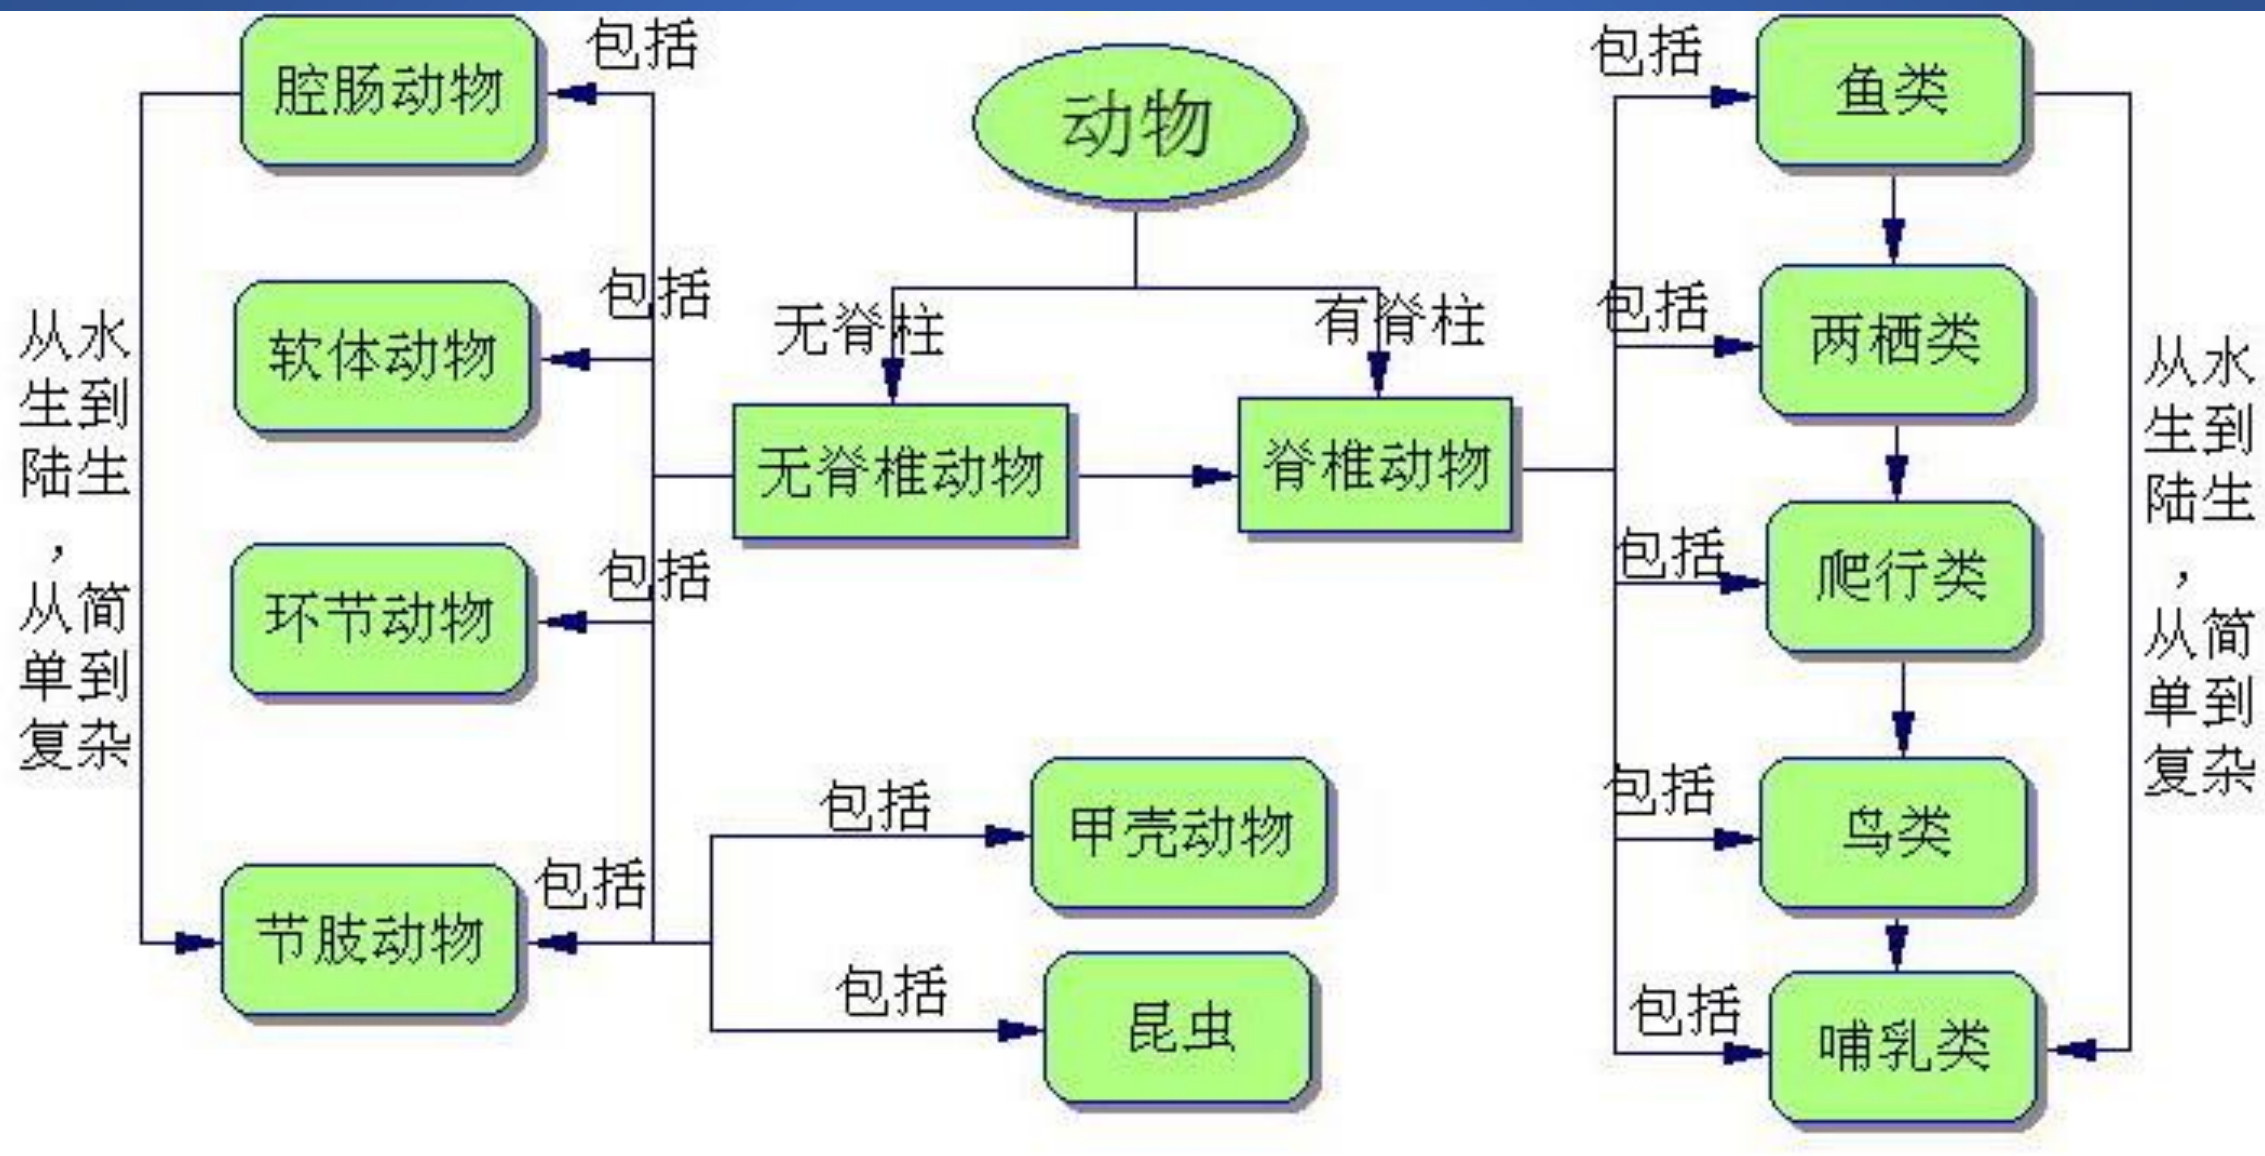 动物
无脊柱
有脊柱
无脊椎动物
脊椎动物
包括
腔肠动物
包括
软体动物
包括
环节动物
包括
节肢动物
从水
生到
陆生
，
从简
单到
复杂
包括
甲壳动物
包括
昆虫
包括
鱼类
包括
两栖类
包括
爬行类
包括
鸟类
包括
哺乳类
从水
生到
陆生
，
从简
单到
复杂